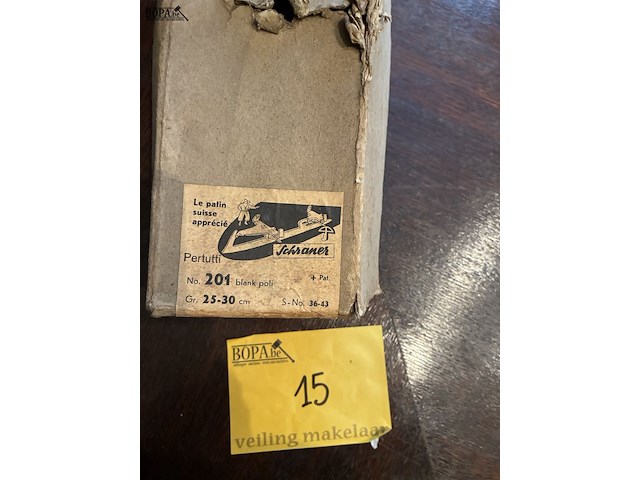 BOPA.be
Le patin
suisse
apprécié
Schraner
Pertutti
No. 201 blank poli
+ Pat.
Gr. 25-30 cm
S-No. 36-43
BOPA.be
15
veiling makelaar